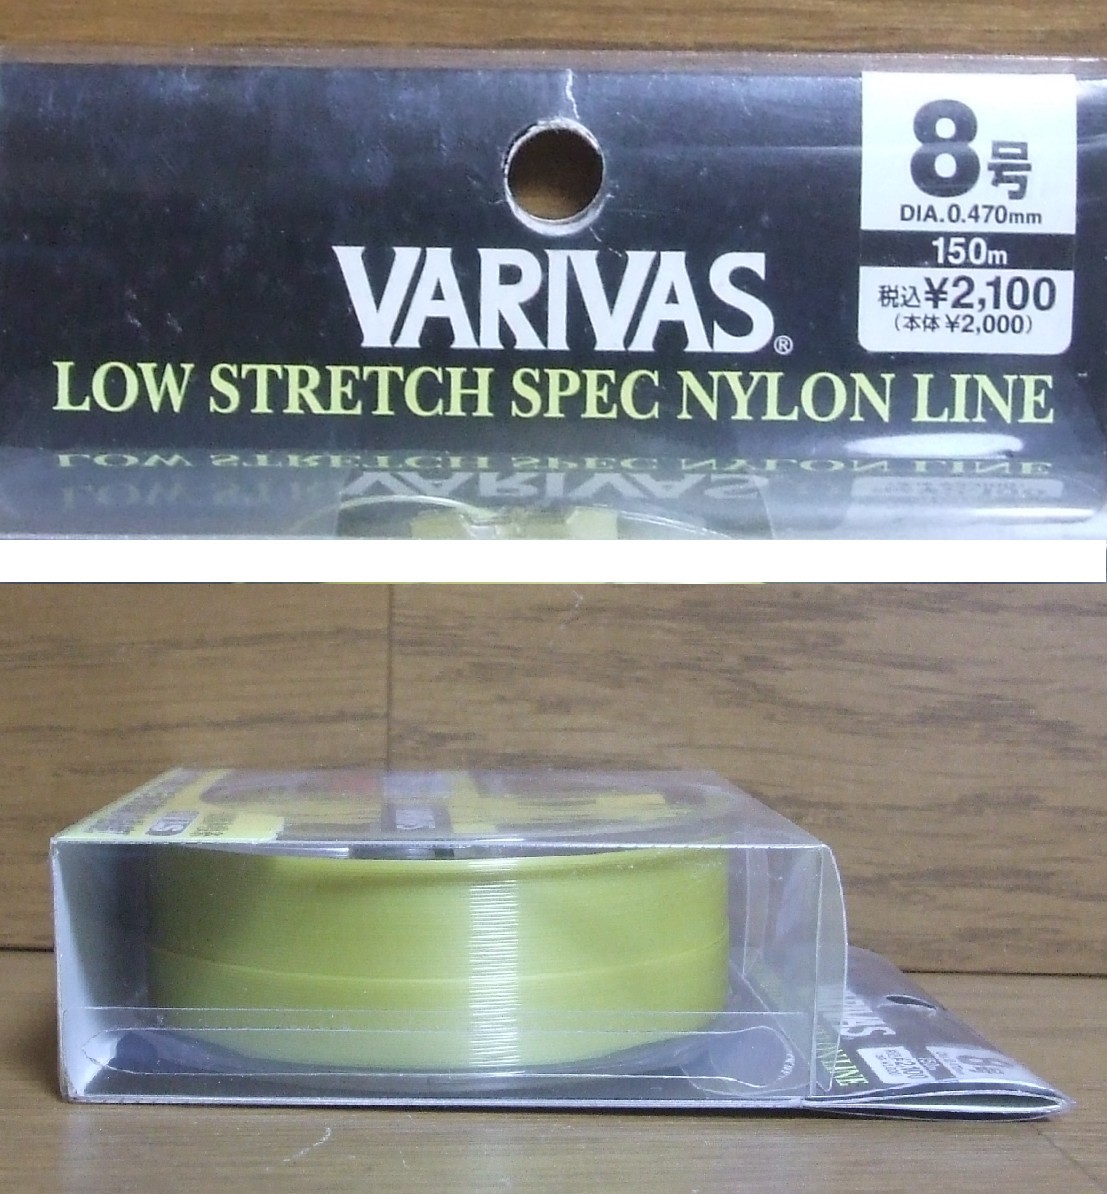 8号
DIA.0.470mm
150m
税込¥2,100
(本体¥2,000)
VARIVAS®
LOW STRETCH SPEC NYLON LINE